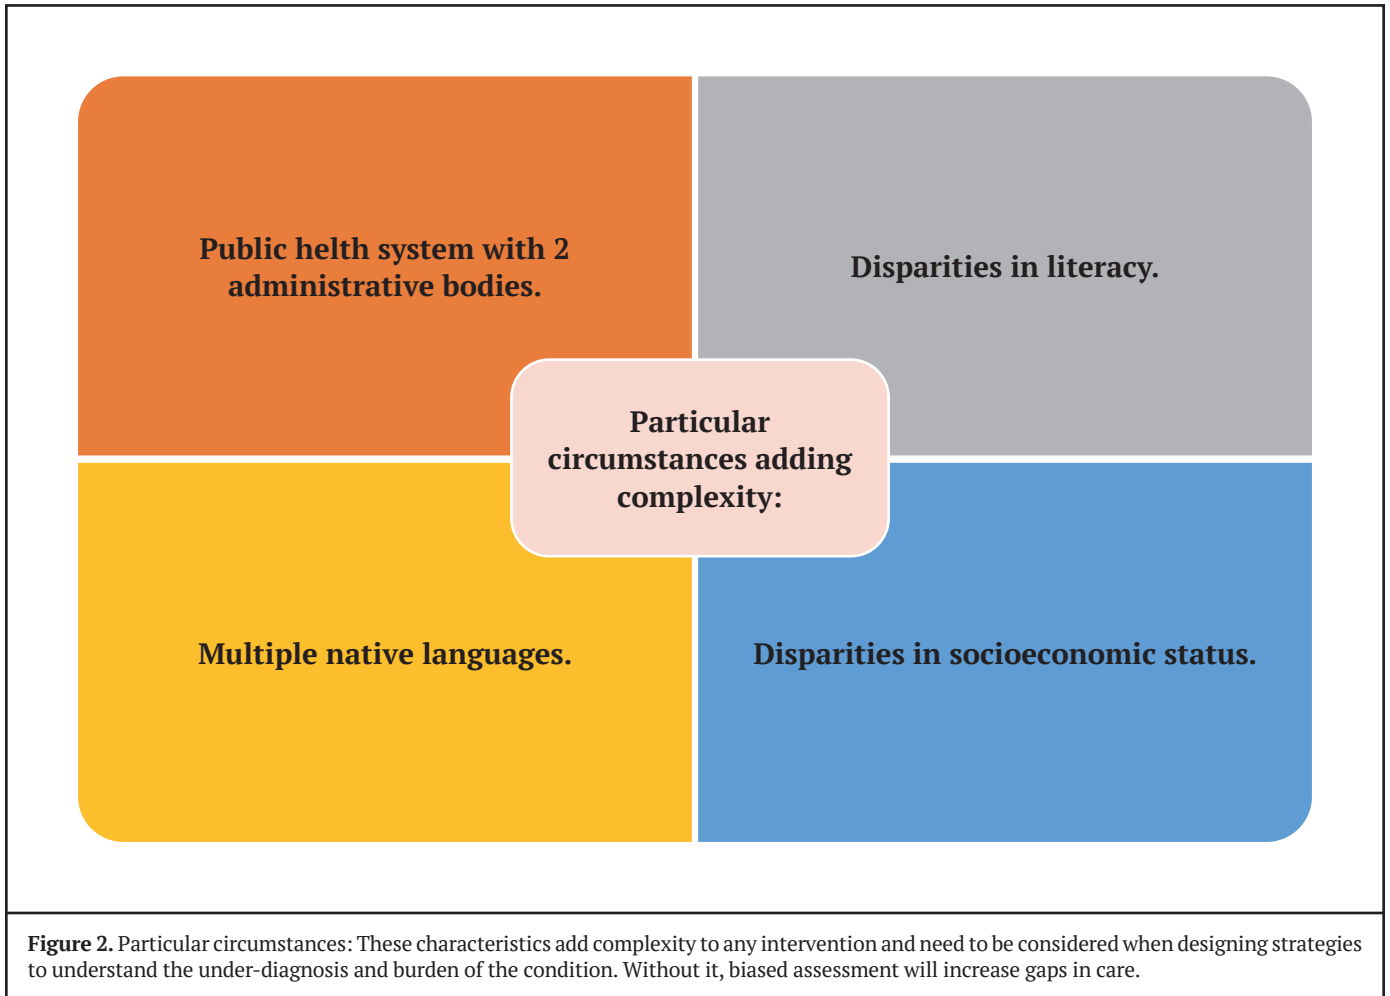 Public helth system with 2
administrative bodies.
Disparities in literacy.
Particular
circumstances adding
complexity:
Multiple native languages.
Disparities in socioeconomic status.
Figure 2. Particular circumstances: These characteristics add complexity to any intervention and need to be considered when designing strategies
to understand the under-diagnosis and burden of the condition. Without it, biased assessment will increase gaps in care.